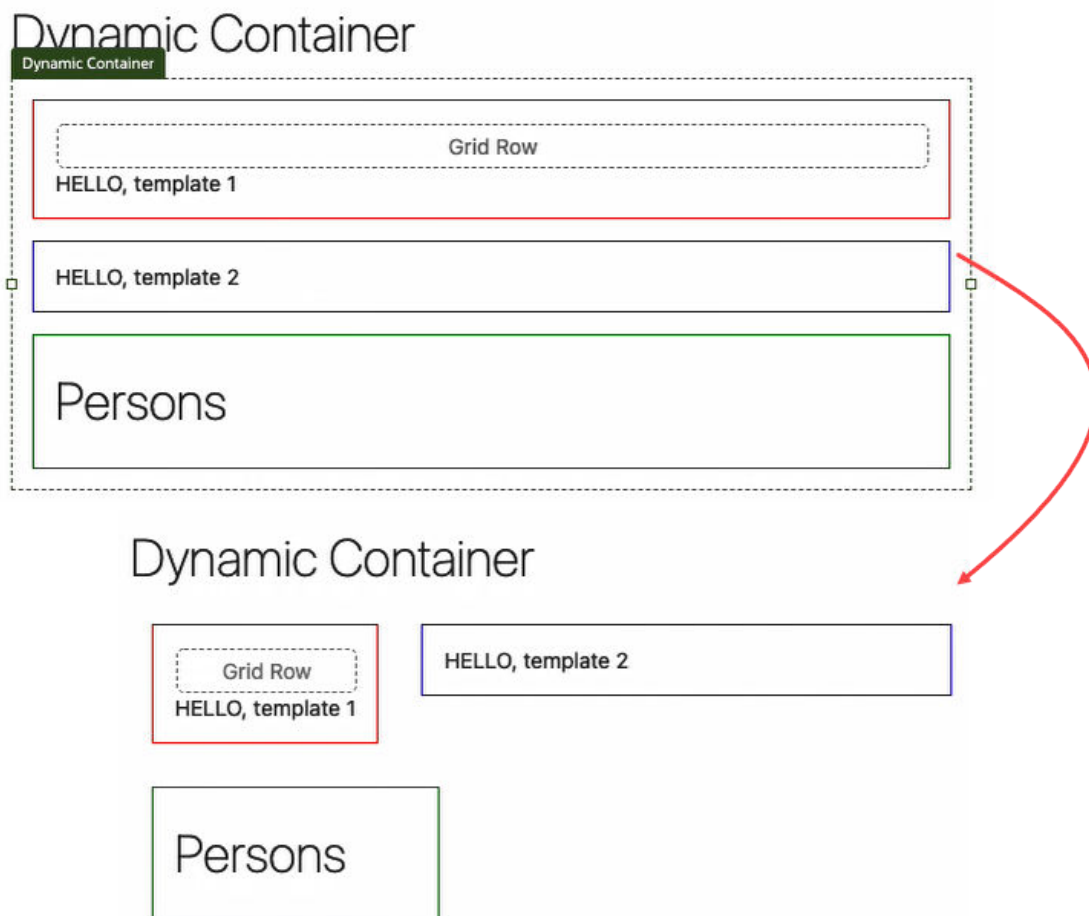 Dynamic Container
Dynamic Container
Grid Row
HELLO, template 1
HELLO, template 2
Persons
Dynamic Container
Grid Row
HELLO, template 1
HELLO, template 2
Persons